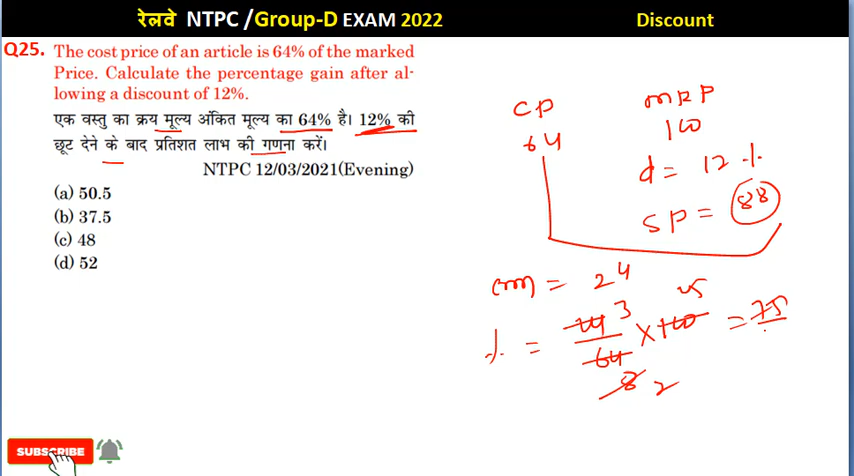 रेलवे NTPC /Group-D EXAM 2022
Discount
Q25. The cost price of an article is 64% of the marked
Price. Calculate the percentage gain after al-
lowing a discount of 12%.
एक वस्तु का क्रय मूल्य अंकित मूल्य का 64% है। 12% की
छूट देने के बाद प्रतिशत लाभ की गणना करें।
NTPC 12/03/2021(Evening)
(a) 50.5
(b) 37.5
(c) 48
(d) 52
CP MRP
64 100
d = 12 %
SP = 88
= 24
% = 24 3 / 64 8 2 × 100 25 = 75
SUBSCRIBE